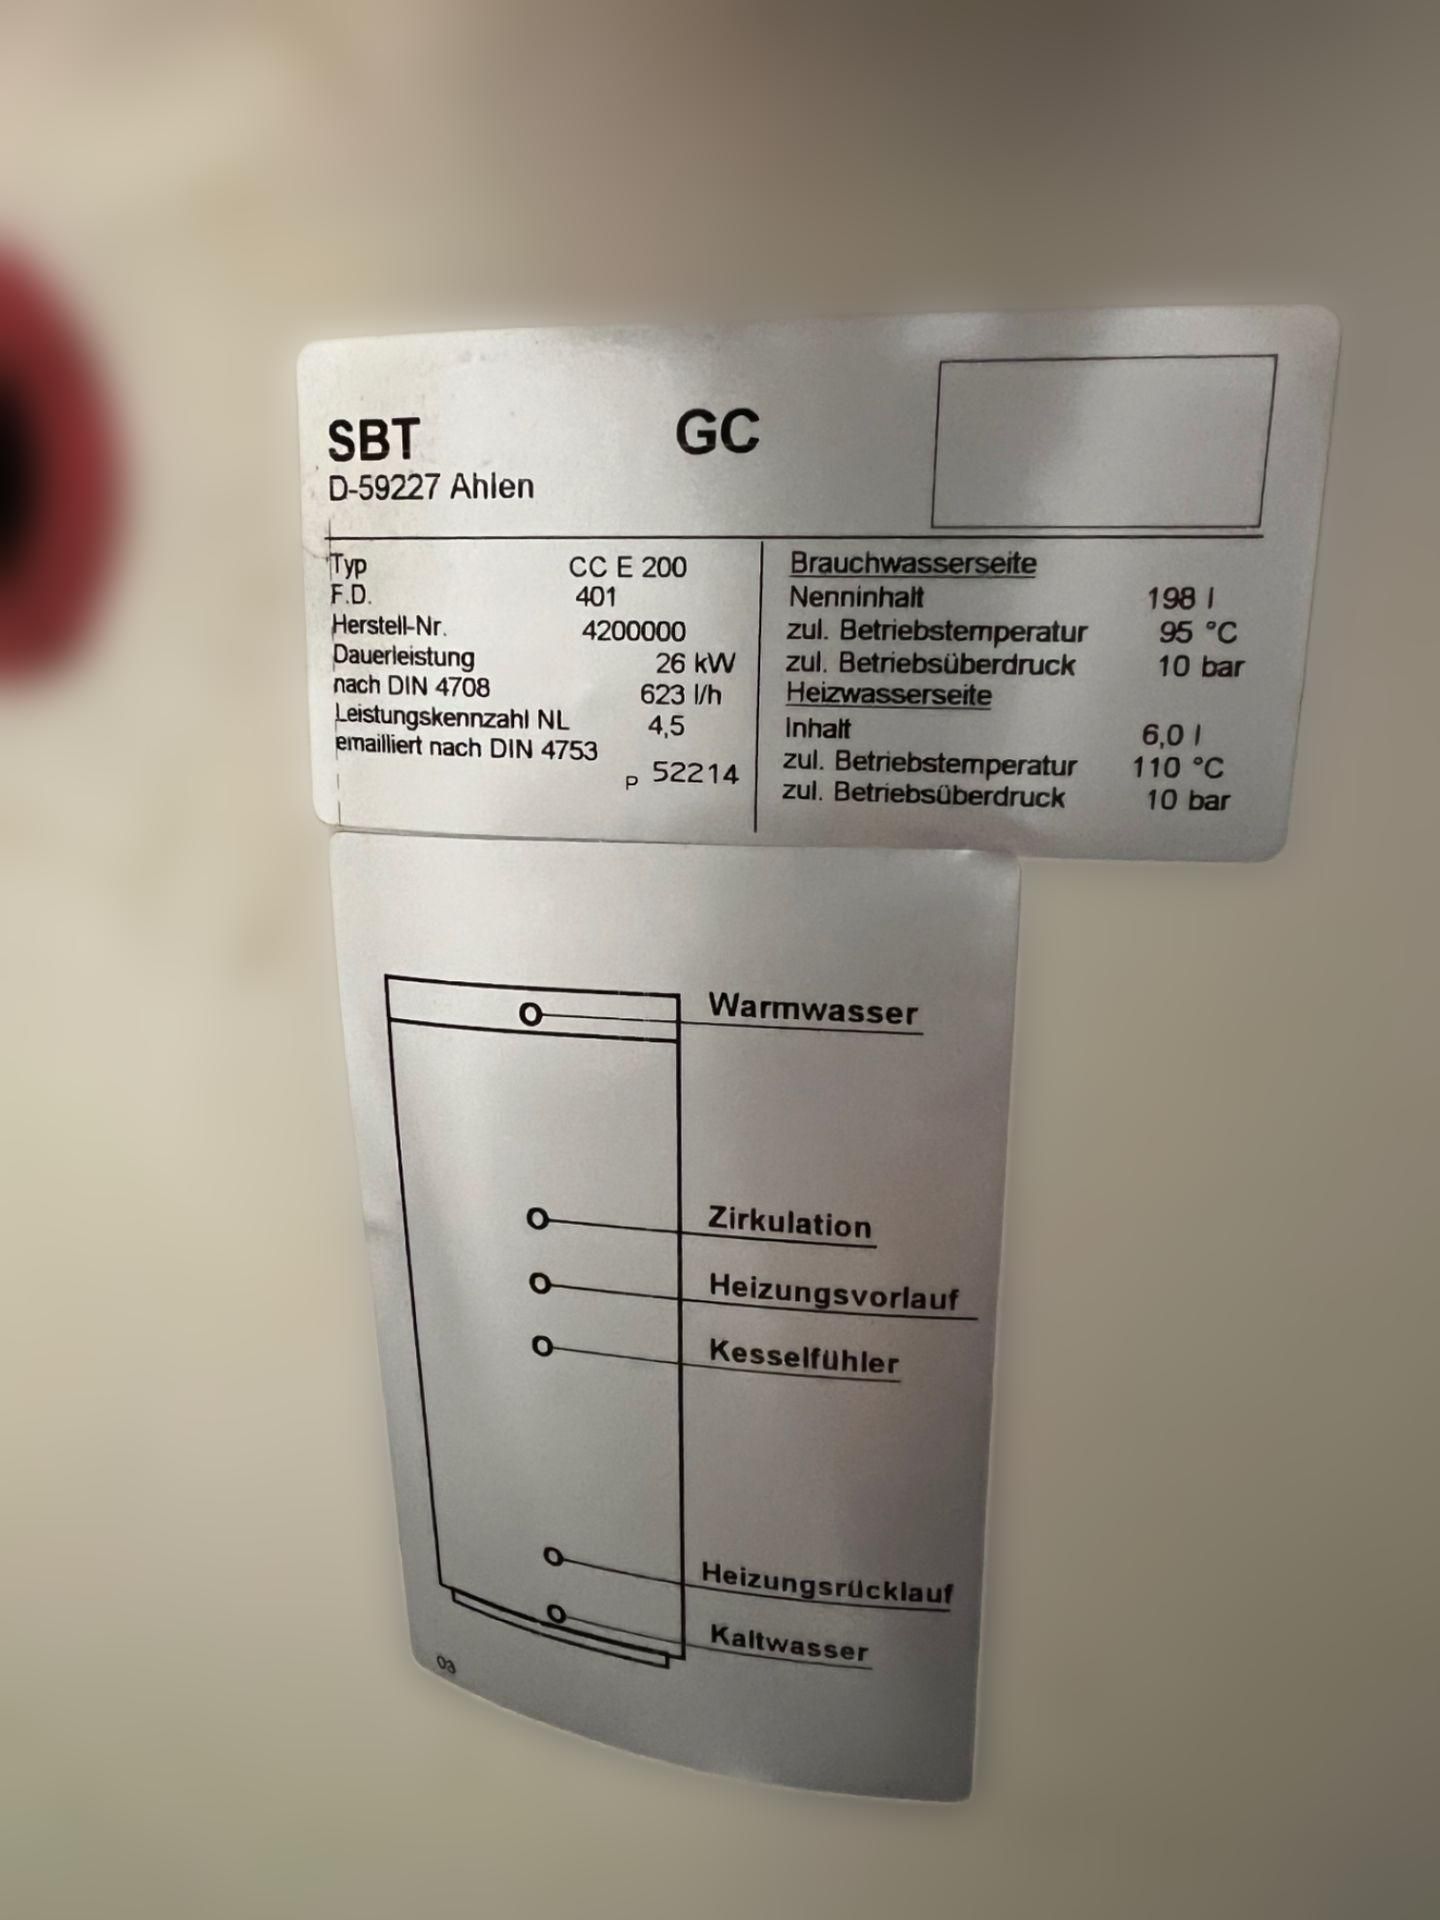 SBT GC
D-59227 Ahlen
Typ CC E 200
F.D. 401
Herstell-Nr. 4200000
Dauerleistung 26 kW
nach DIN 4708 623 l/h
Leistungskennzahl NL 4,5
emailliert nach DIN 4753
P 52214
Brauchwasserseite
Nenninhalt 198 l
zul. Betriebstemperatur 95 °C
zul. Betriebsüberdruck 10 bar
Heizwasserseite
Inhalt 6,0 l
zul. Betriebstemperatur 110 °C
zul. Betriebsüberdruck 10 bar
Warmwasser
Zirkulation
Heizungsvorlauf
Kesselfühler
Heizungsrücklauf
Kaltwasser
03